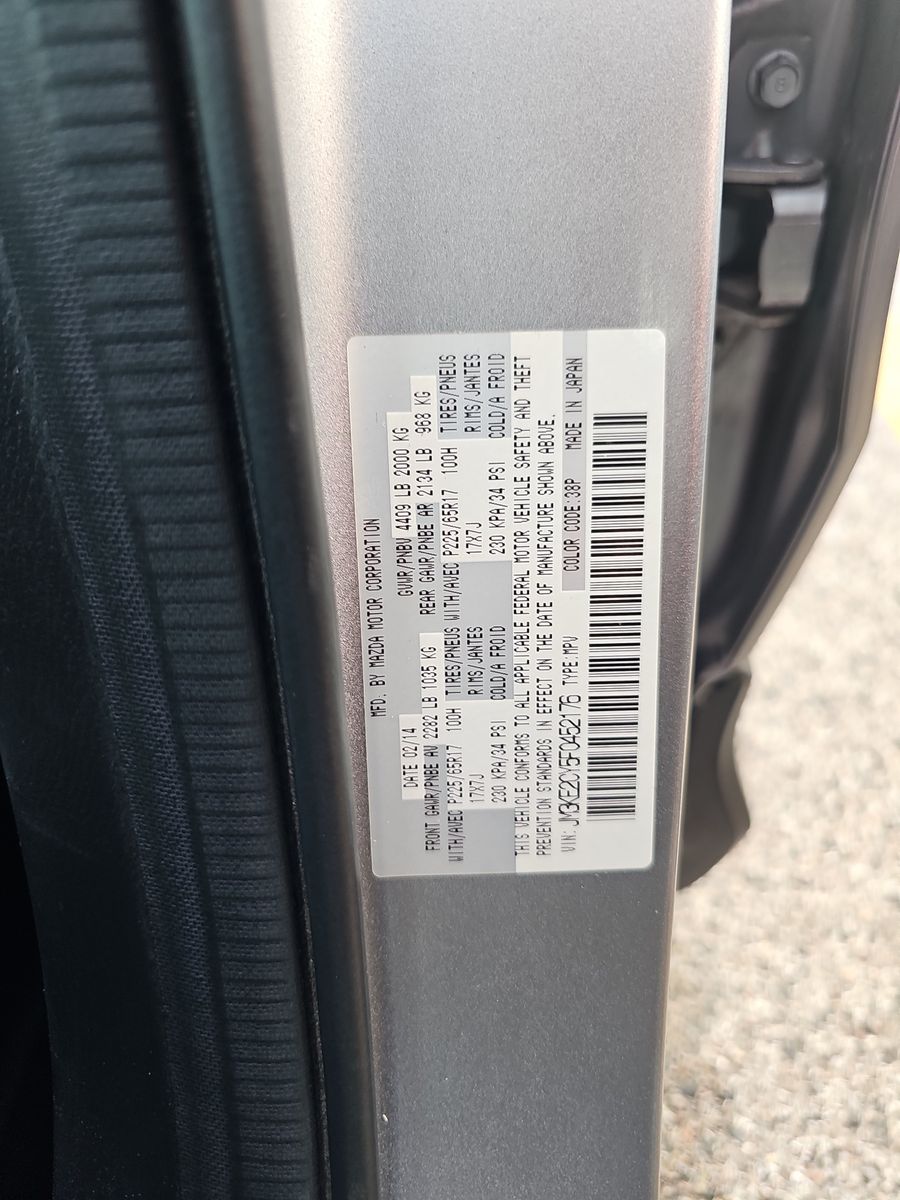 MFD. BY MAZDA MOTOR CORPORATION
DATE 02/14 GVWR/PNBV 4409 LB 2000 KG
FRONT GAWR/PNBE AV 2282 LB 1035 KG REAR GAWR/PNBE AR 2134 LB 968 KG
TIRES/PNEUS TIRES/PNEUS
WITH/AVEC P225/65R17 100H WITH/AVEC P225/65R17 100H
17X7J RIMS/JANTES 17X7J RIMS/JANTES
230 KPA/34 PSI COLD/A FROID 230 KPA/34 PSI COLD/A FROID
THIS VEHICLE CONFORMS TO ALL APPLICABLE FEDERAL MOTOR VEHICLE SAFETY AND THEFT
PREVENTION STANDARDS IN EFFECT ON THE DATE OF MANUFACTURE SHOWN ABOVE.
VIN: JM3KE2CY5F0452176 TYPE:MPV COLOR CODE:38P MADE IN JAPAN
8